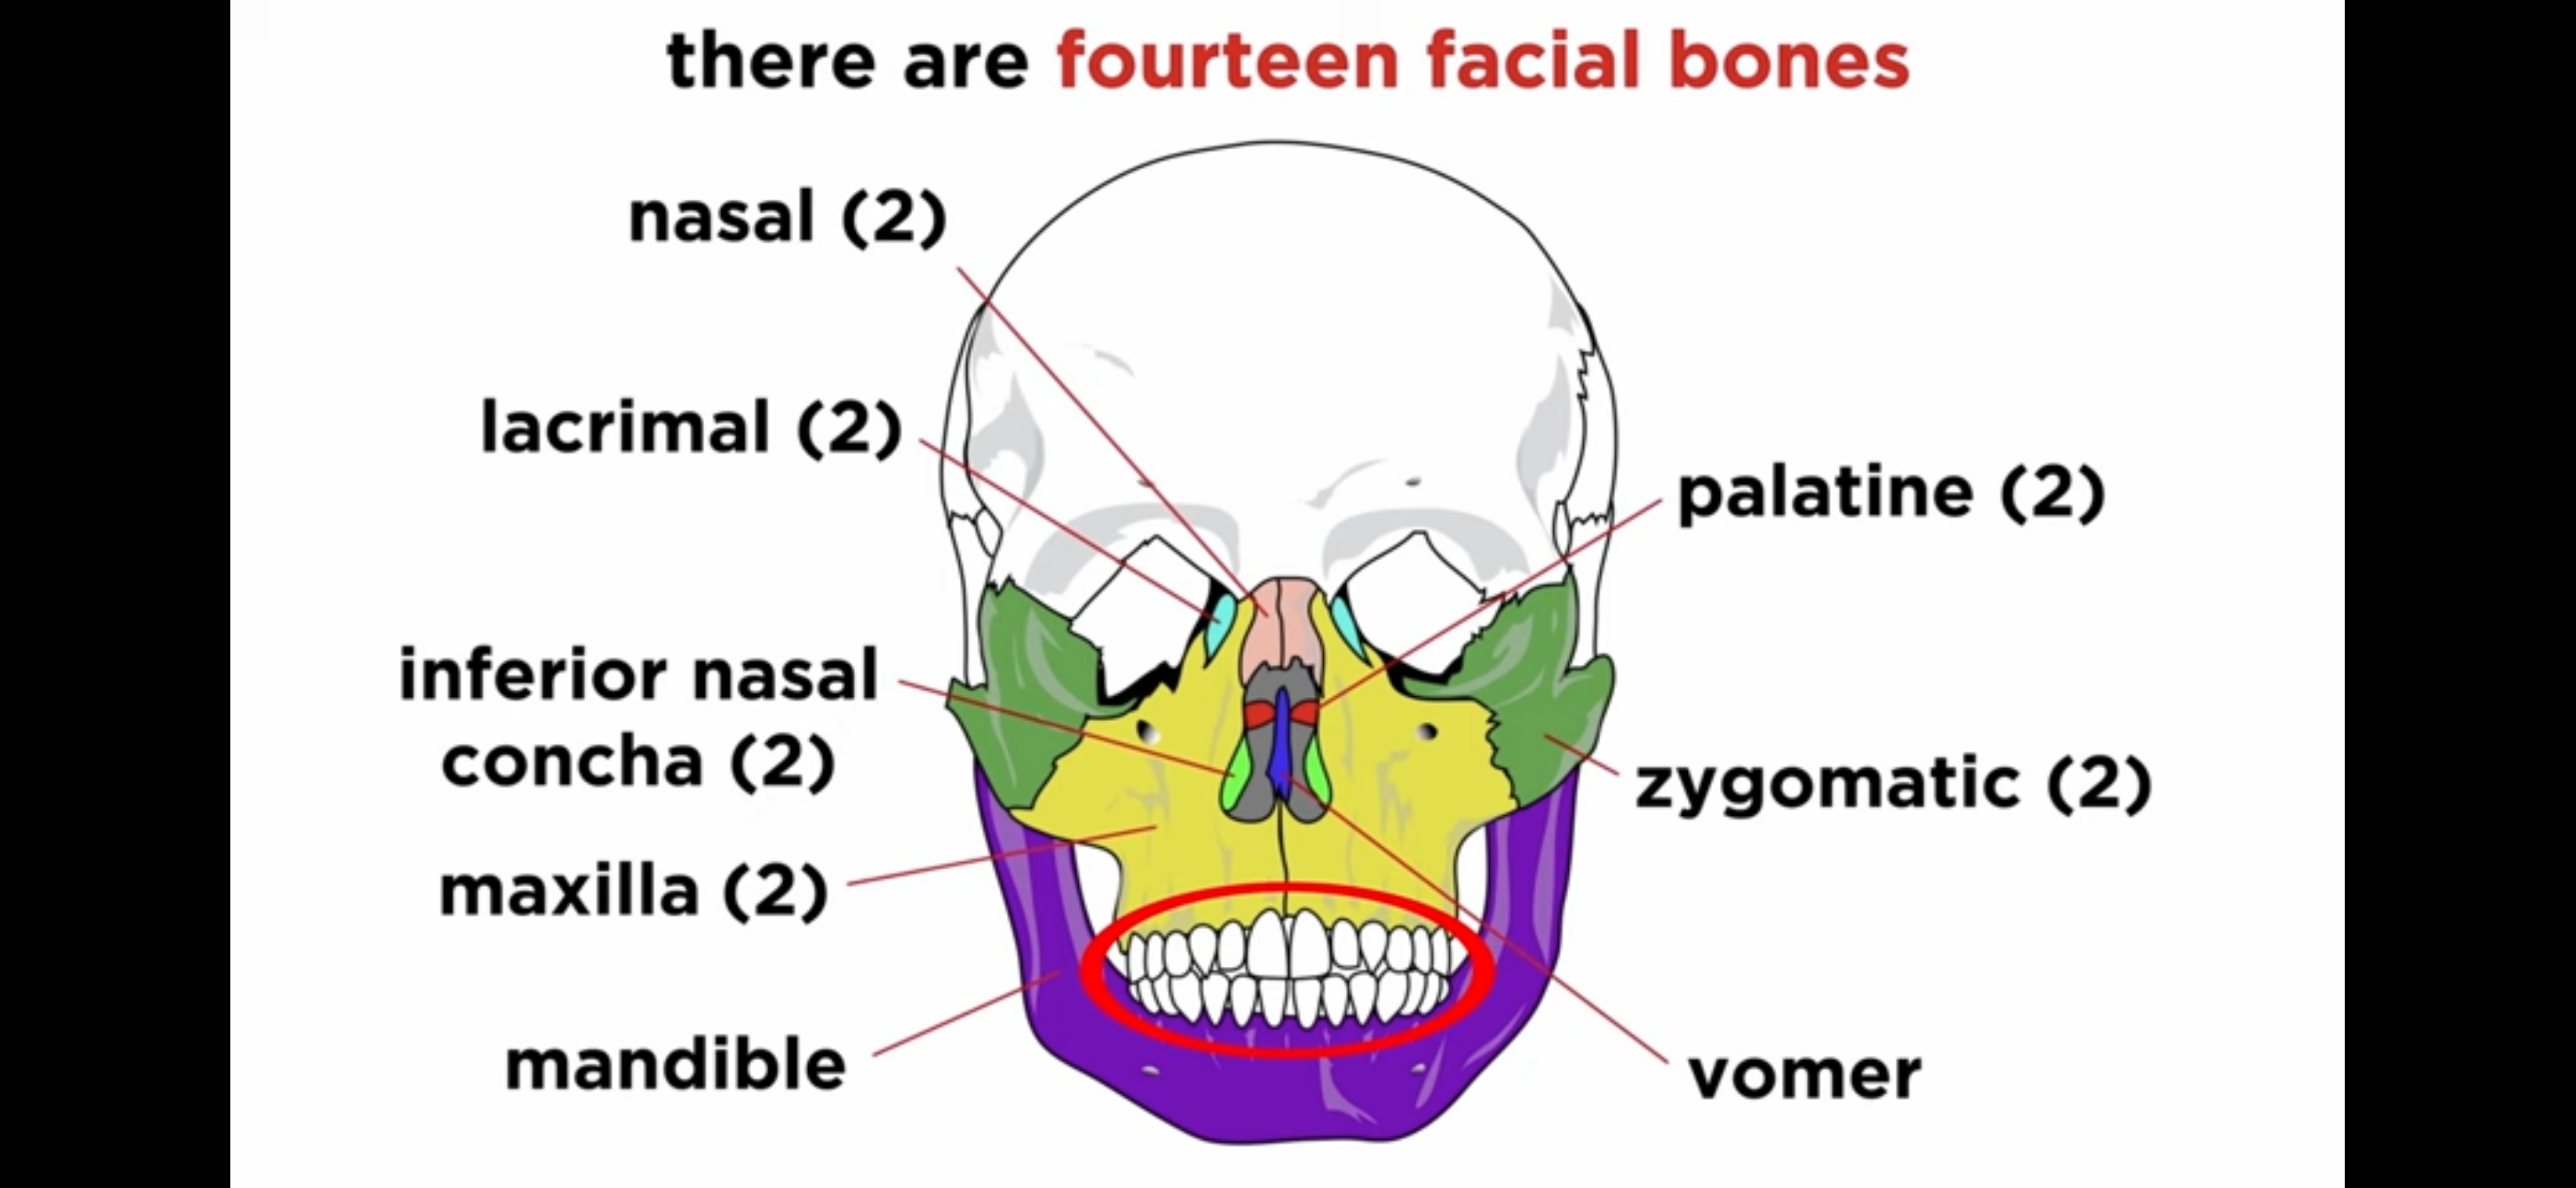 there are fourteen facial bones
nasal (2)
lacrimal (2)
inferior nasal
concha (2)
maxilla (2)
mandible
palatine (2)
zygomatic (2)
vomer